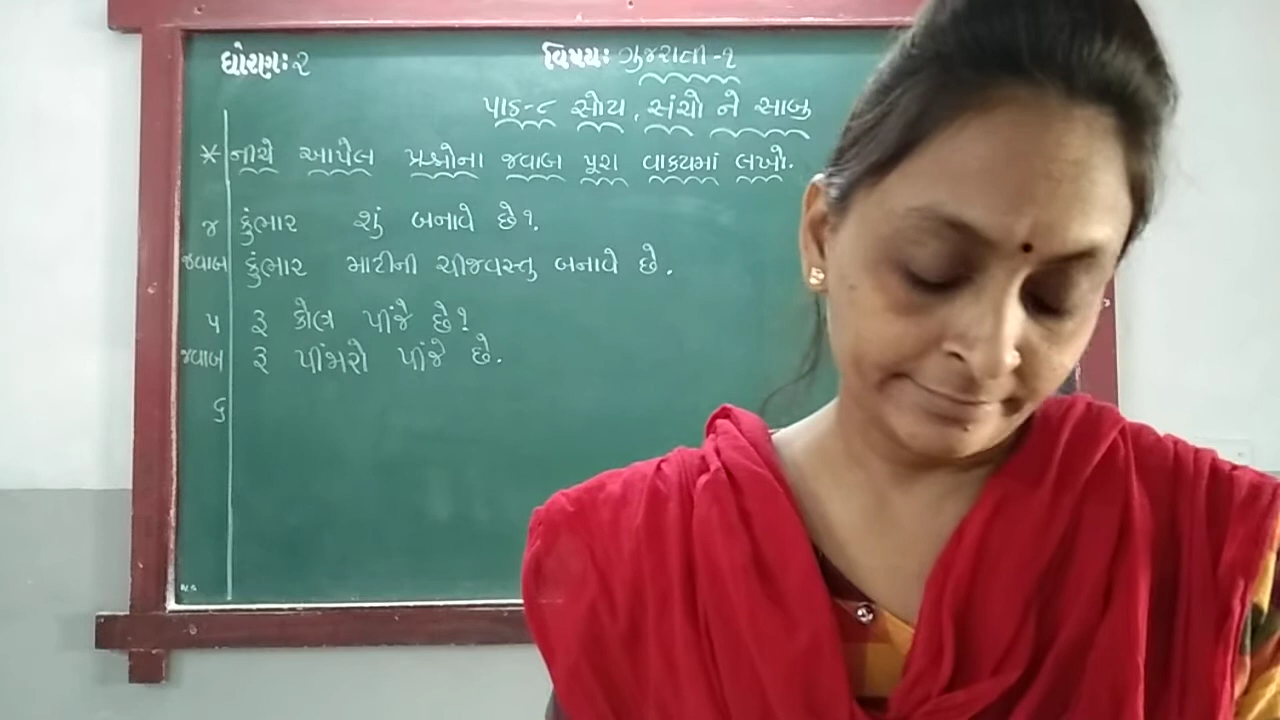 ધોરણઃ૨
વિષયઃ ગુજરાતી-૧
પાઠ-૮ સોય, સંચો ને સાબુ
* નીચે આપેલ પ્રશ્નોના જવાબ પૂરા વાક્યમાં લખો.
૪ કુંભાર શું બનાવે છે?
જવાબ કુંભાર માટીની ચીજવસ્તુ બનાવે છે.
૫ રૂ કોણ પીંજે છે?
જવાબ રૂ પીંજારો પીંજે છે.
૬